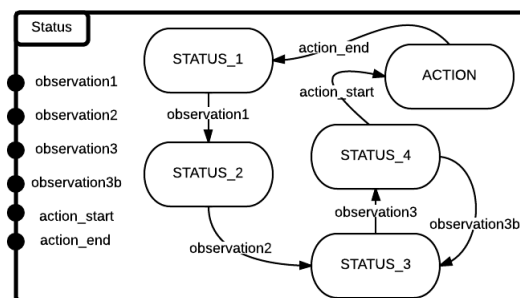 Status
observation1
observation2
observation3
observation3b
action_start
action_end
STATUS_1
action_end
ACTION
action_start
observation1
STATUS_4
STATUS_2
observation3
observation3b
observation2
STATUS_3